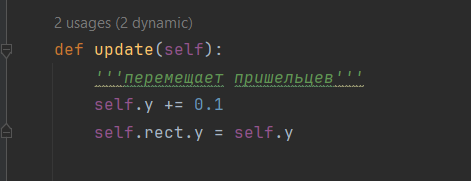 2 usages (2 dynamic)
def update(self):
'''перемещает пришельцев'''
self.y += 0.1
self.rect.y = self.y